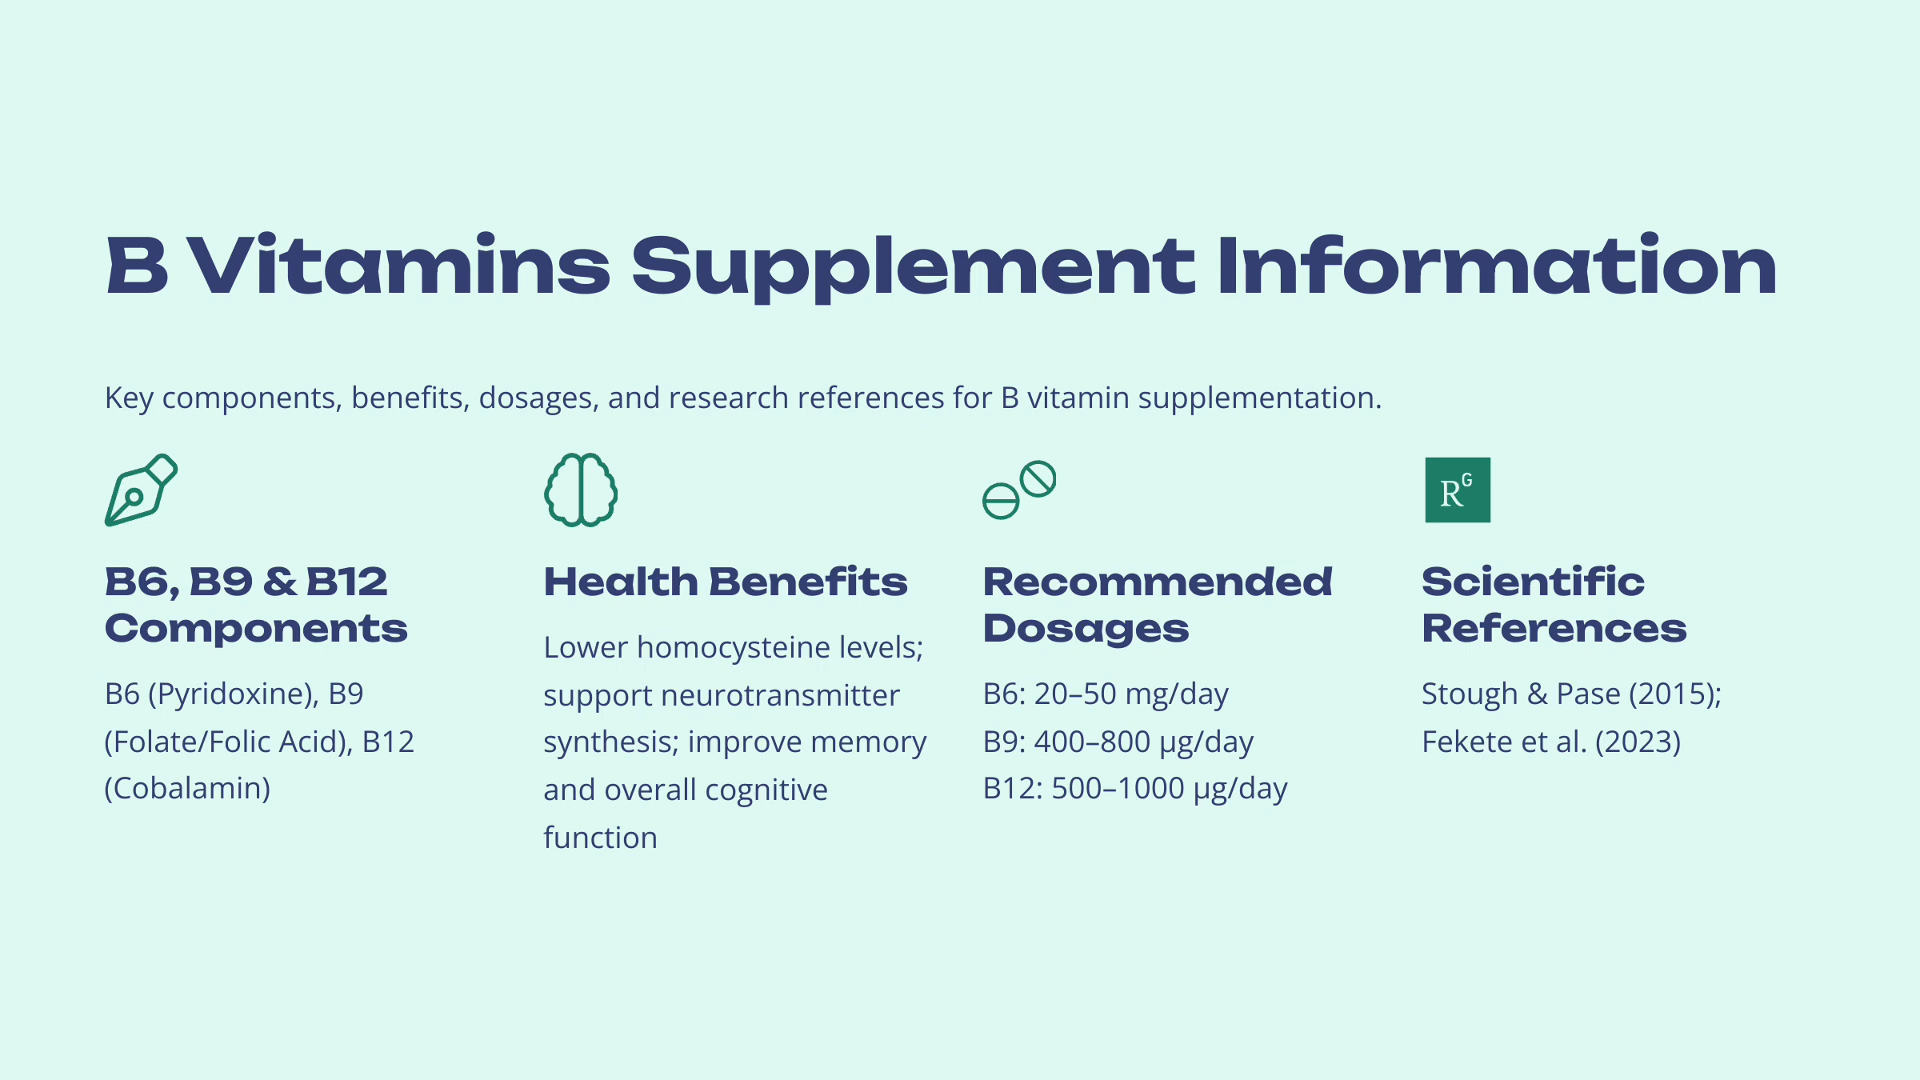 B Vitamins Supplement Information
Key components, benefits, dosages, and research references for B vitamin supplementation.
B6, B9 & B12
Components
B6 (Pyridoxine), B9
(Folate/Folic Acid), B12
(Cobalamin)
Health Benefits
Lower homocysteine levels;
support neurotransmitter
synthesis; improve memory
and overall cognitive
function
Recommended
Dosages
B6: 20–50 mg/day
B9: 400–800 µg/day
B12: 500–1000 µg/day
RG
Scientific
References
Stough & Pase (2015);
Fekete et al. (2023)